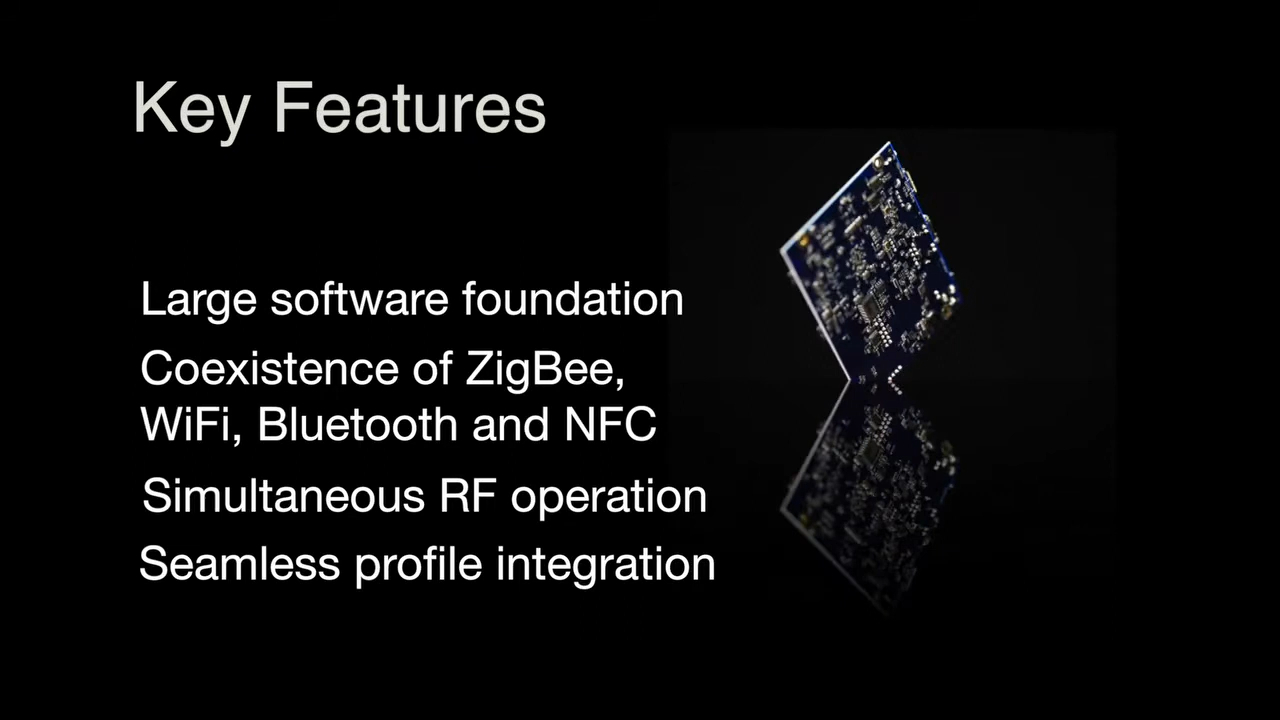 Key Features
Large software foundation
Coexistence of ZigBee,
WiFi, Bluetooth and NFC
Simultaneous RF operation
Seamless profile integration